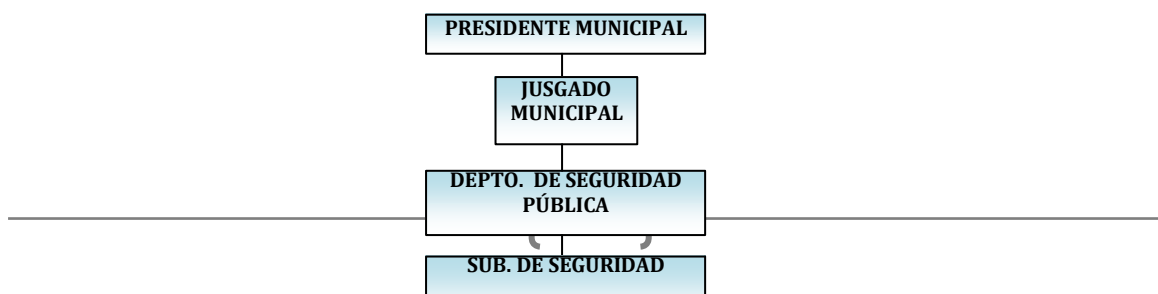 PRESIDENTE MUNICIPAL
JUSGADO
MUNICIPAL
DEPTO. DE SEGURIDAD
PÚBLICA
SUB. DE SEGURIDAD